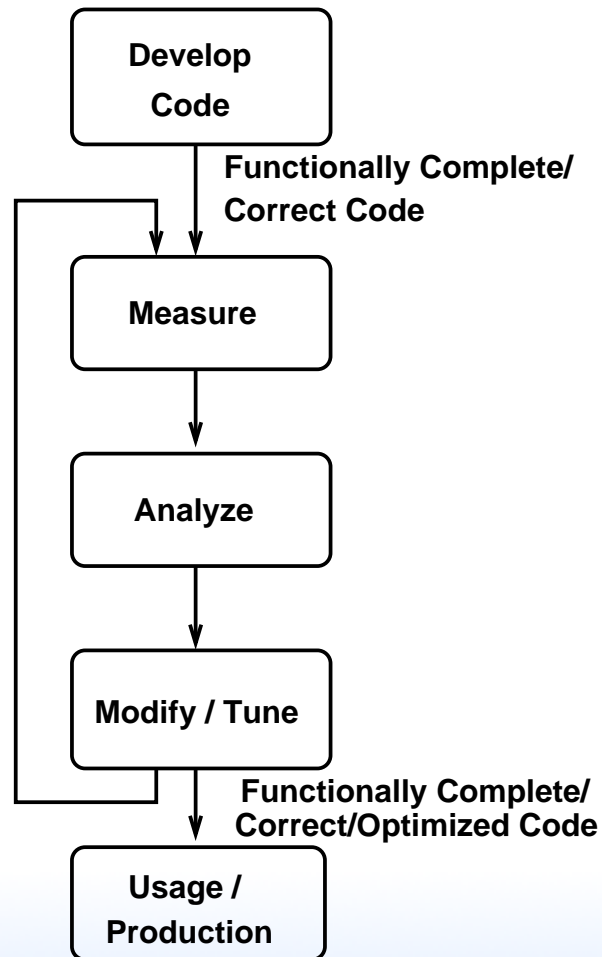 Develop
Code
Functionally Complete/
Correct Code
Measure
Analyze
Modify / Tune
Functionally Complete/
Correct/Optimized Code
Usage /
Production